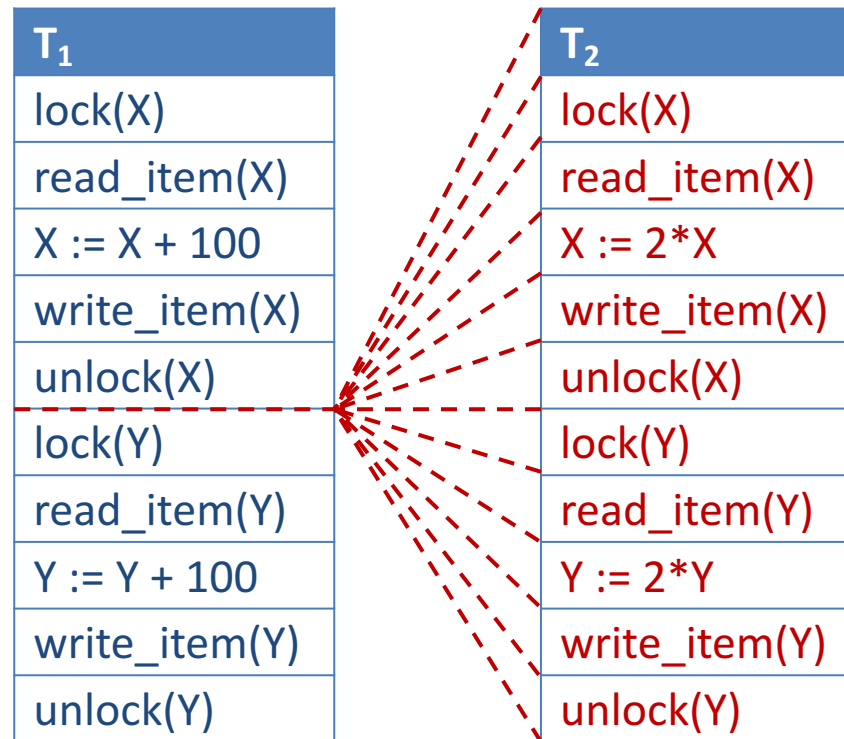 T₁
lock(X)
read_item(X)
X := X + 100
write_item(X)
unlock(X)
lock(Y)
read_item(Y)
Y := Y + 100
write_item(Y)
unlock(Y)
T₂
lock(X)
read_item(X)
X := 2*X
write_item(X)
unlock(X)
lock(Y)
read_item(Y)
Y := 2*Y
write_item(Y)
unlock(Y)